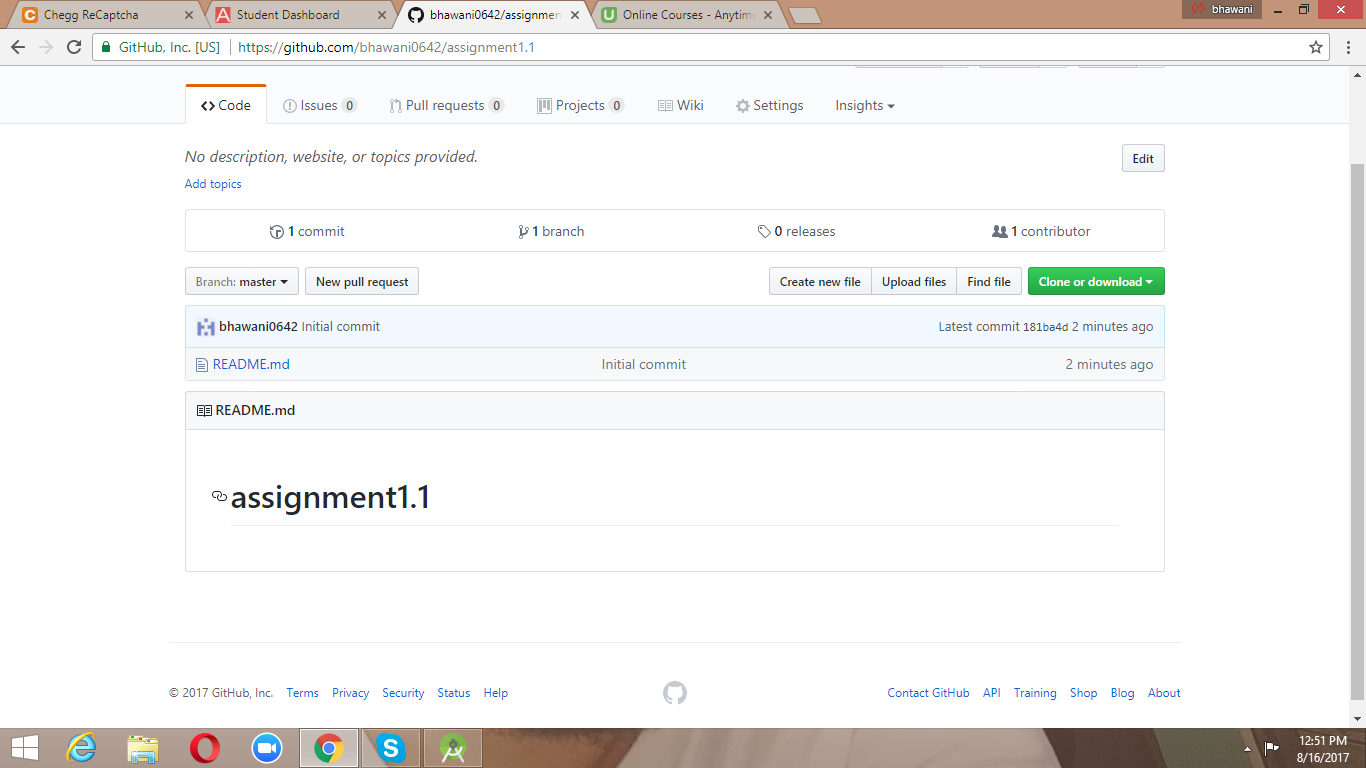 Chegg ReCaptcha
Student Dashboard
bhawani0642/assignmen
Online Courses - Anytim
bhawani
GitHub, Inc. [US] https://github.com/bhawani0642/assignment1.1
Code Issues 0 Pull requests 0 Projects 0 Wiki Settings Insights
No description, website, or topics provided. Edit
Add topics
1 commit 1 branch 0 releases 1 contributor
Branch: master New pull request Create new file Upload files Find file Clone or download
bhawani0642 Initial commit Latest commit 181ba4d 2 minutes ago
README.md Initial commit 2 minutes ago
README.md
assignment1.1
© 2017 GitHub, Inc. Terms Privacy Security Status Help Contact GitHub API Training Shop Blog About
12:51 PM
8/16/2017